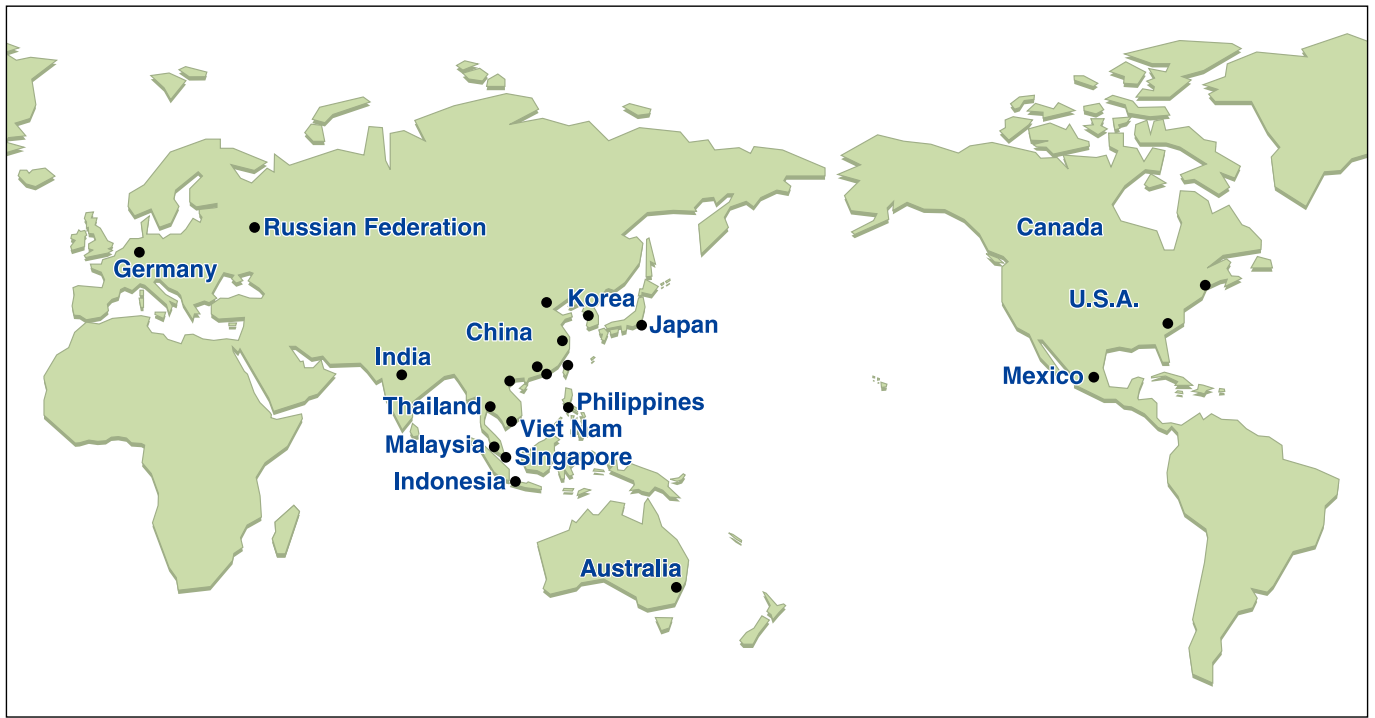 Russian Federation
Canada
Germany
Korea
U.S.A.
Japan
China
India
Mexico
Philippines
Thailand
Viet Nam
Malaysia
Singapore
Indonesia
Australia